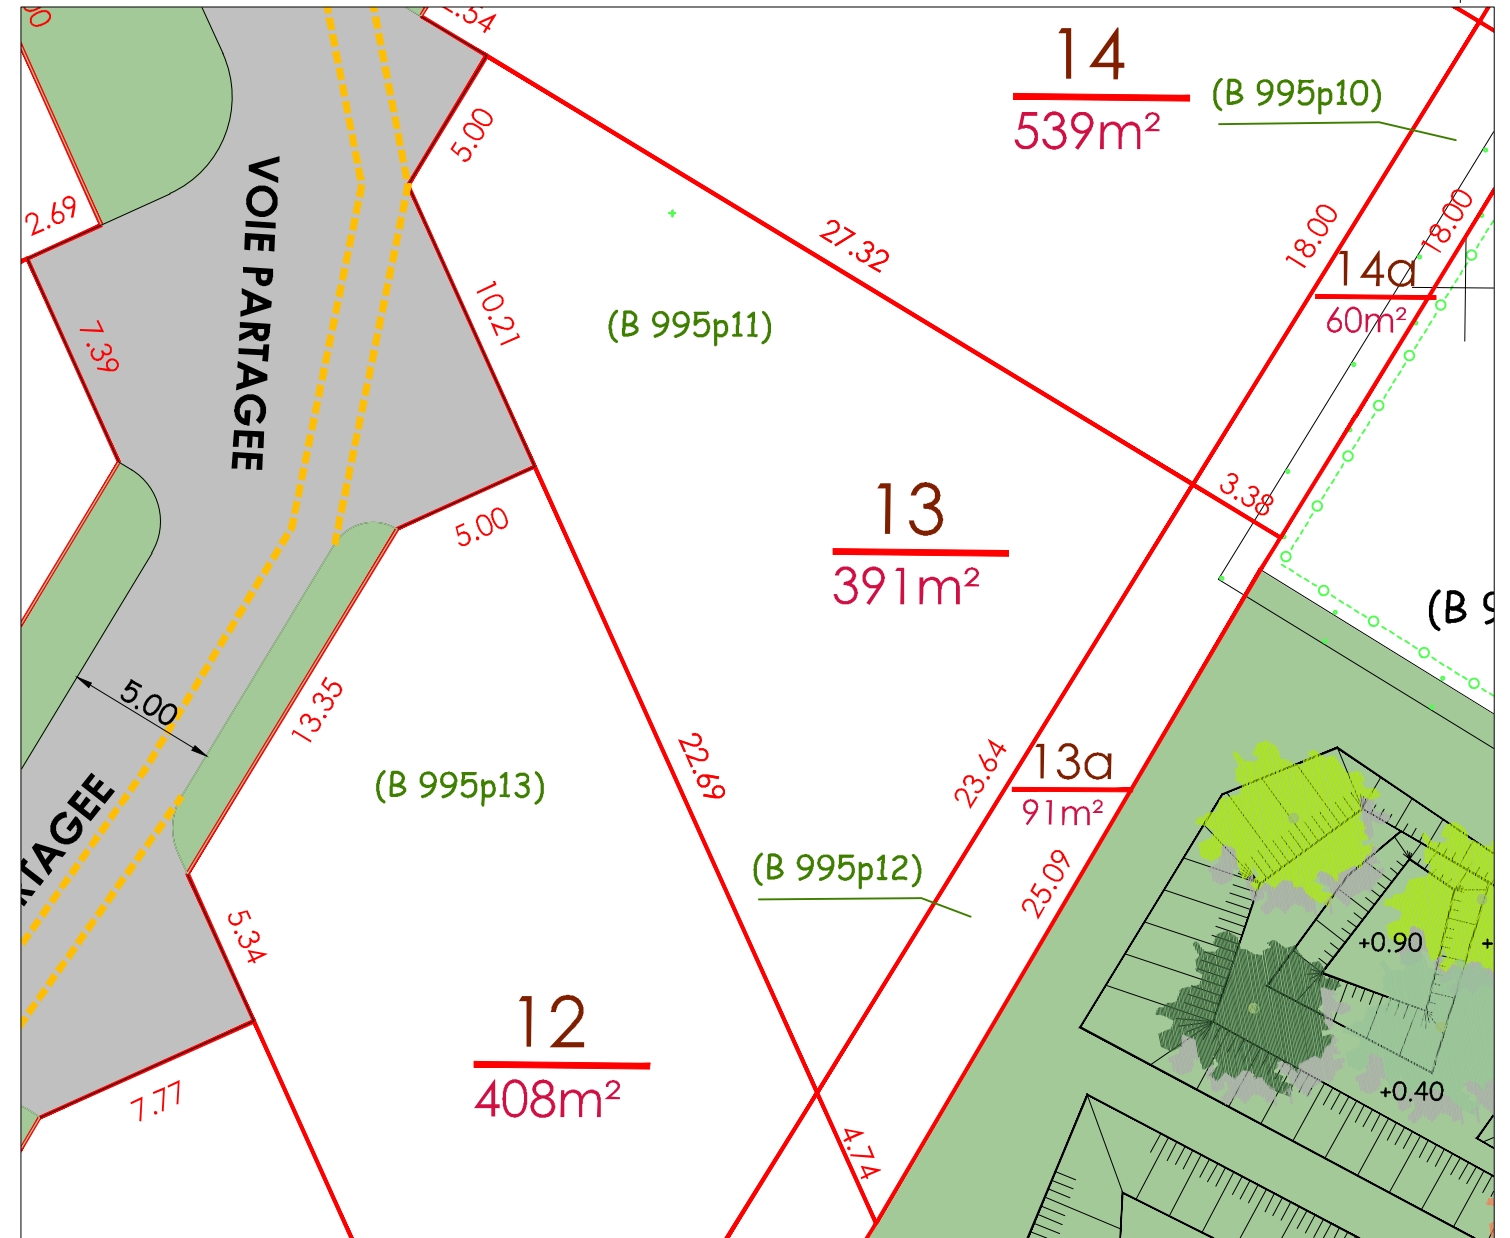 14
539m²
(B 995p10)
5.00
2.69
VOIE PARTAGEE
27.32
18.00
18.00
14a
60m²
10.21
(B 995p11)
7.39
3.38
13
391m²
5.00
5.00
13.35
22.69
23.64
13a
91m²
(B 995p13)
(B 995p12)
25.09
5.34
+0.90
12
408m²
7.77
+0.40
4.74